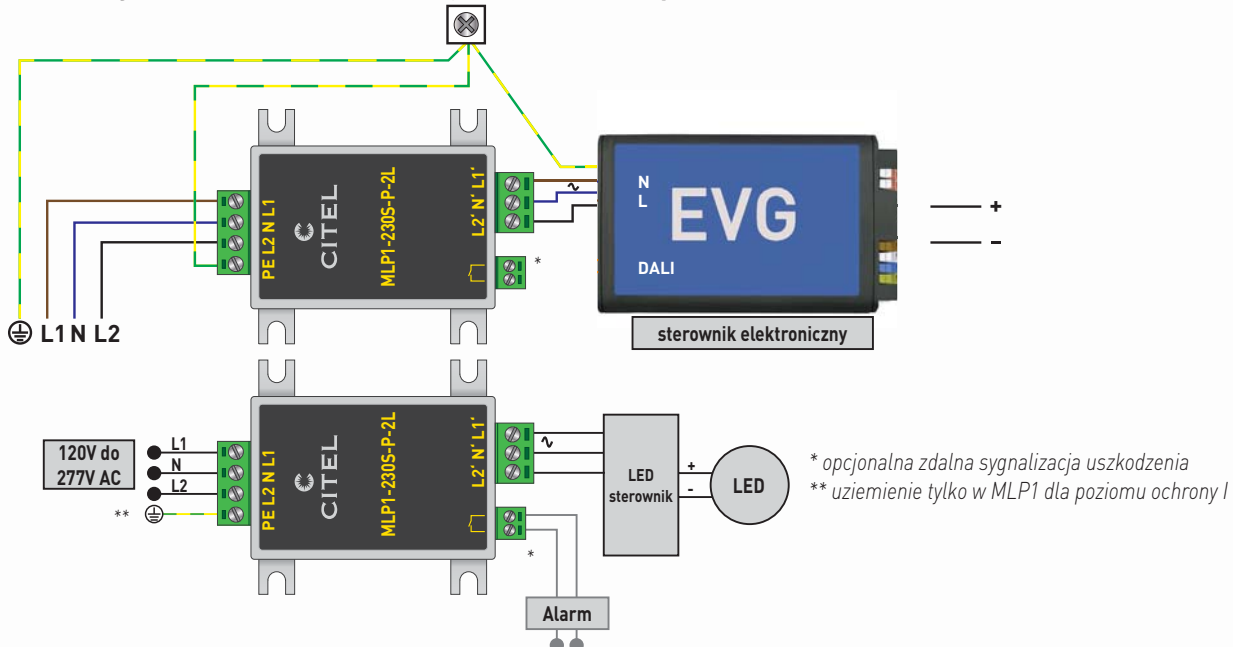 PE L2 N L1
CITEL
MLP1-230S-P-2L
L2' N' L1'
*
N
L
EVG
DALI
+
-
sterownik elektroniczny
L1 N L2
120V do
277V AC
L1
N
L2
**
PE L2 N L1
CITEL
MLP1-230S-P-2L
L2' N' L1'
~
*
LED
sterownik
+
-
LED
* opcjonalna zdalna sygnalizacja uszkodzenia
** uziemienie tylko w MLP1 dla poziomu ochrony I
Alarm